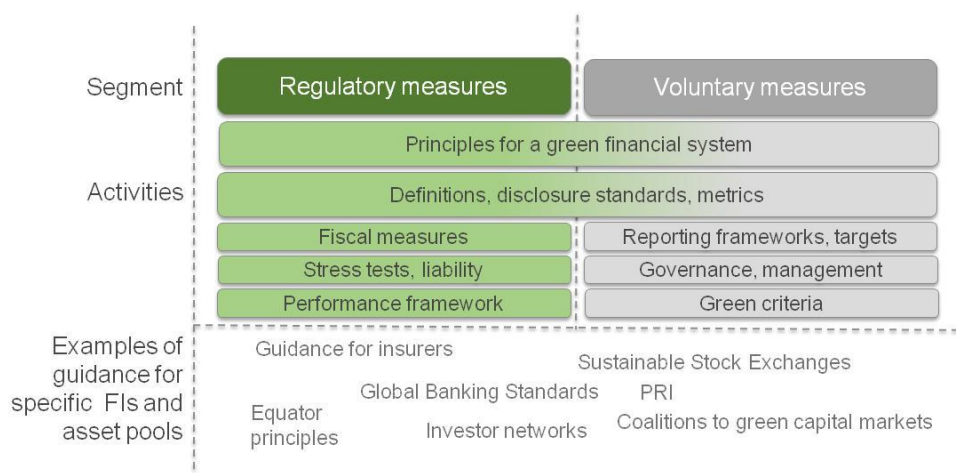 Segment
Regulatory measures
Voluntary measures
Principles for a green financial system
Activities
Definitions, disclosure standards, metrics
Fiscal measures
Reporting frameworks, targets
Stress tests, liability
Governance, management
Performance framework
Green criteria
Examples of
guidance for
specific FIs and
asset pools
Guidance for insurers
Sustainable Stock Exchanges
Global Banking Standards
PRI
Equator
principles
Investor networks
Coalitions to green capital markets